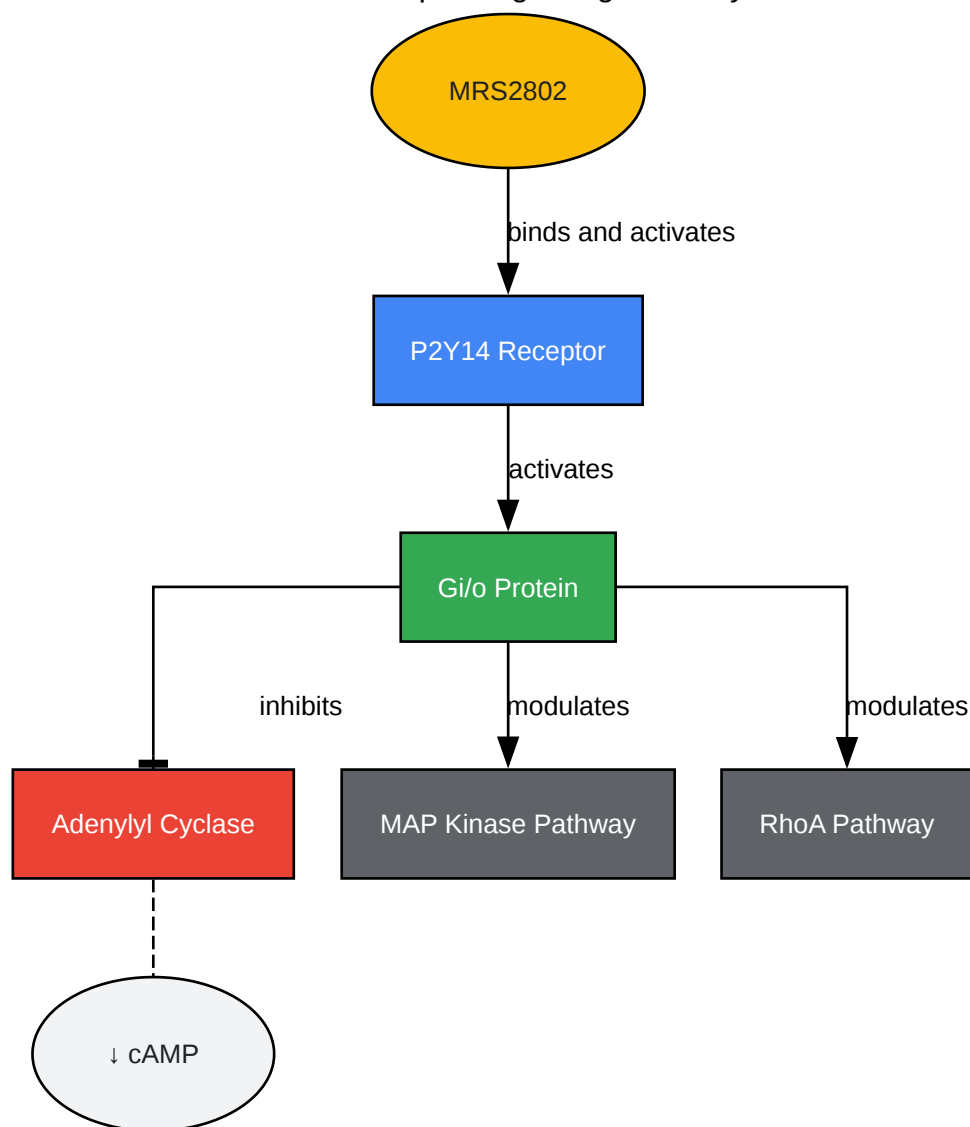 MRS2802
binds and activates
P2Y14 Receptor
activates
Gi/o Protein
inhibits
modulates
modulates
Adenylyl Cyclase
MAP Kinase Pathway
RhoA Pathway
↓ cAMP